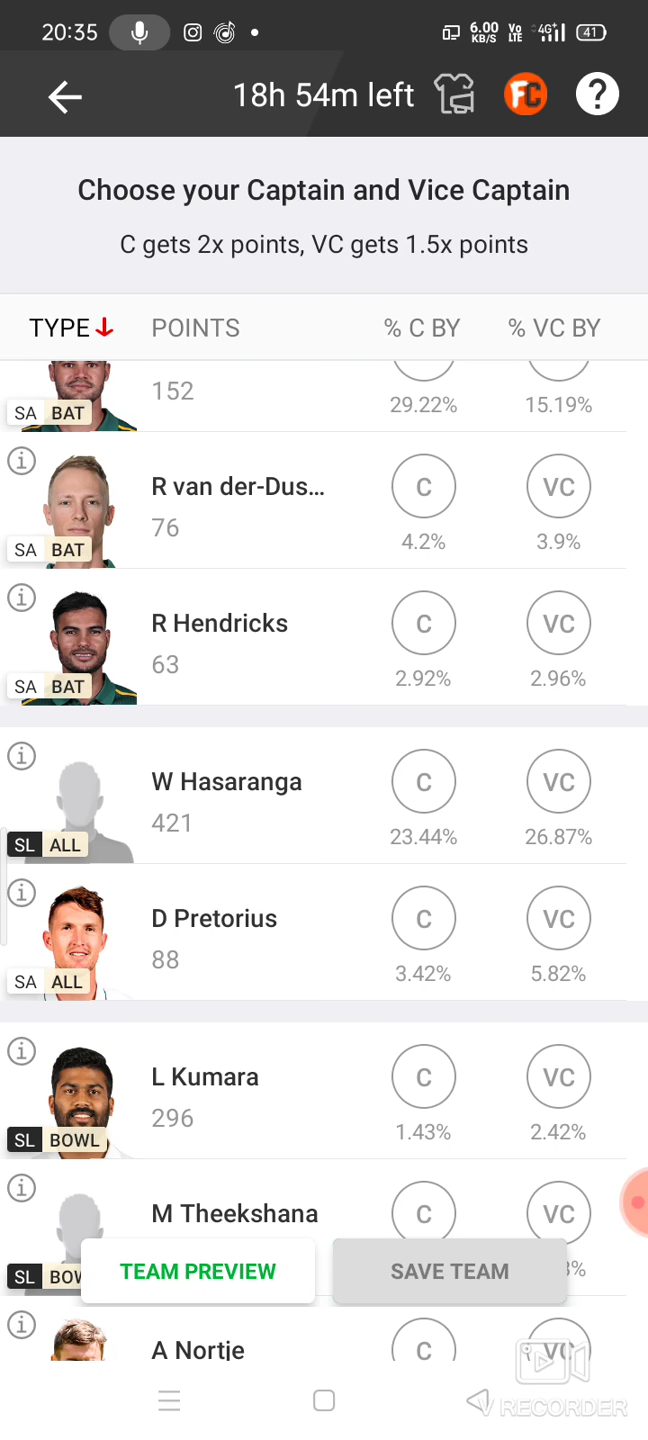 20:35
6.00 KB/S
Vo LTE
4G+
41
18h 54m left
FC
?
Choose your Captain and Vice Captain
C gets 2x points, VC gets 1.5x points
TYPE
POINTS
% C BY
% VC BY
152
SA BAT
29.22%
15.19%
R van der-Dus...
C
VC
76
SA BAT
4.2%
3.9%
R Hendricks
C
VC
63
SA BAT
2.92%
2.96%
W Hasaranga
C
VC
421
SL ALL
23.44%
26.87%
D Pretorius
C
VC
88
SA ALL
3.42%
5.82%
L Kumara
C
VC
296
SL BOWL
1.43%
2.42%
M Theekshana
C
VC
SL
TEAM PREVIEW
SAVE TEAM
A Nortje
C
VC
V RECORDER